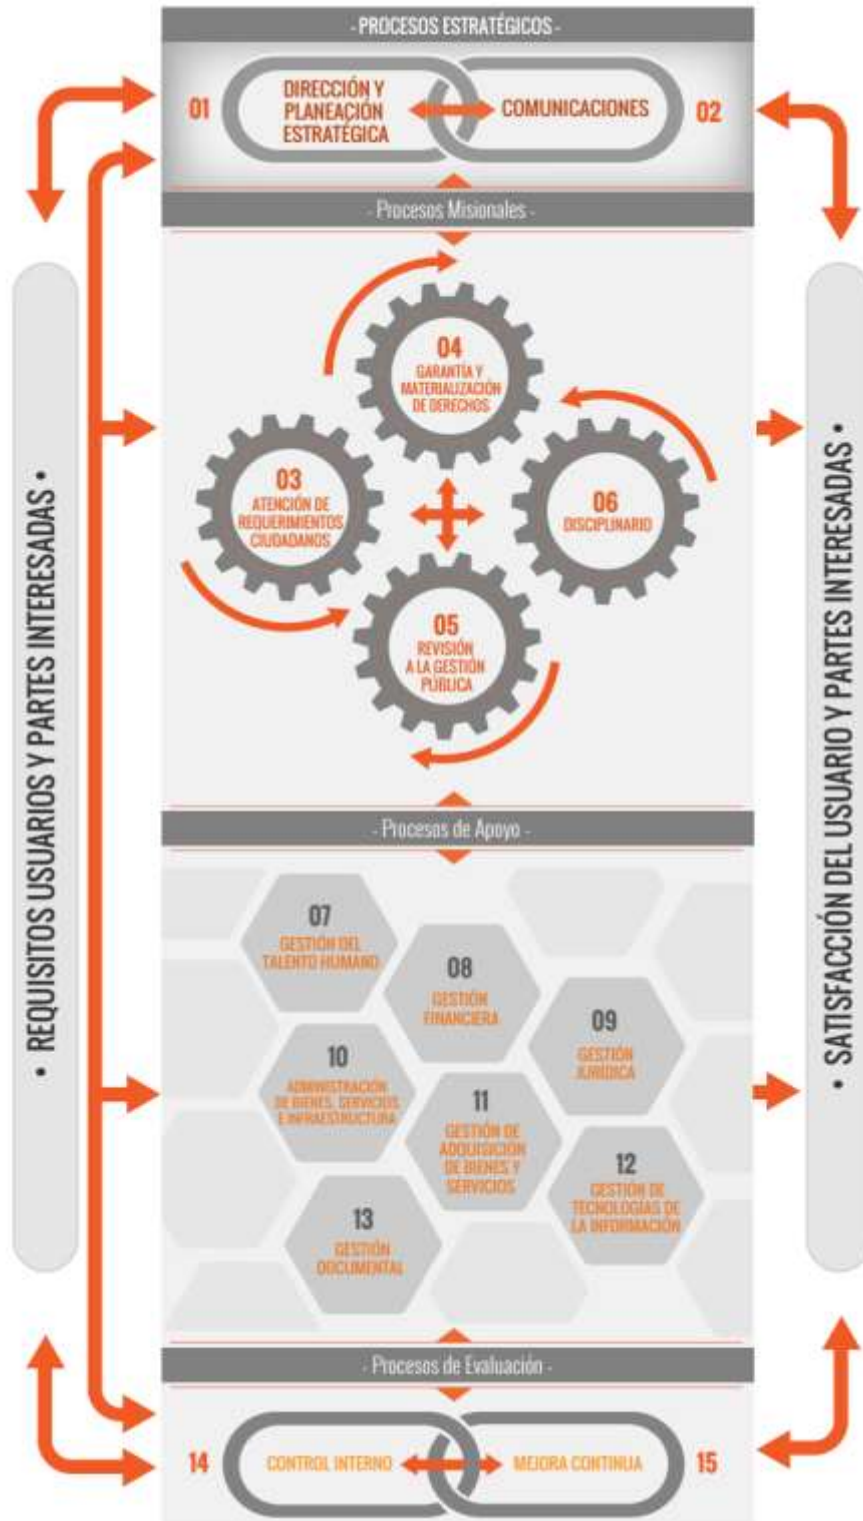 - PROCESOS ESTRATÉGICOS -
01
DIRECCIÓN Y
PLANEACIÓN
ESTRATÉGICA
COMUNICACIONES
02
- Procesos Misionales -
04
GARANTÍA Y
MATERIALIZACIÓN
DE DERECHOS
03
ATENCIÓN DE
REQUERIMIENTOS
CIUDADANOS
06
DISCIPLINARIO
05
REVISIÓN
A LA GESTIÓN
PÚBLICA
- Procesos de Apoyo -
07
GESTIÓN DEL
TALENTO HUMANO
08
GESTIÓN
FINANCIERA
09
GESTIÓN
JURÍDICA
10
ADMINISTRACIÓN
DE BIENES, SERVICIOS
E INFRAESTRUCTURA
11
GESTIÓN DE
ADQUISICIÓN
DE BIENES Y
SERVICIOS
12
GESTIÓN DE
TECNOLOGÍAS DE
LA INFORMACIÓN
13
GESTIÓN
DOCUMENTAL
- Procesos de Evaluación -
14
CONTROL INTERNO
MEJORA CONTINUA
15
• REQUISITOS USUARIOS Y PARTES INTERESADAS •
• SATISFACCIÓN DEL USUARIO Y PARTES INTERESADAS •